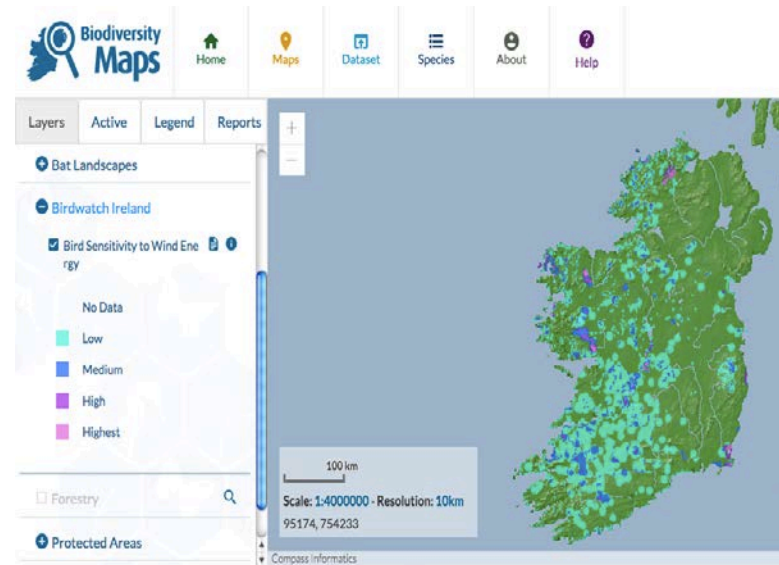 Biodiversity
Maps
Home
Maps
Dataset
Species
About
Help
Layers
Active
Legend
Reports
Bat Landscapes
Birdwatch Ireland
Bird Sensitivity to Wind Ene
rgy
No Data
Low
Medium
High
Highest
Forestry
Protected Areas
100 km
Scale: 1:4000000 - Resolution: 10km
95174, 754233
Compass Informatics